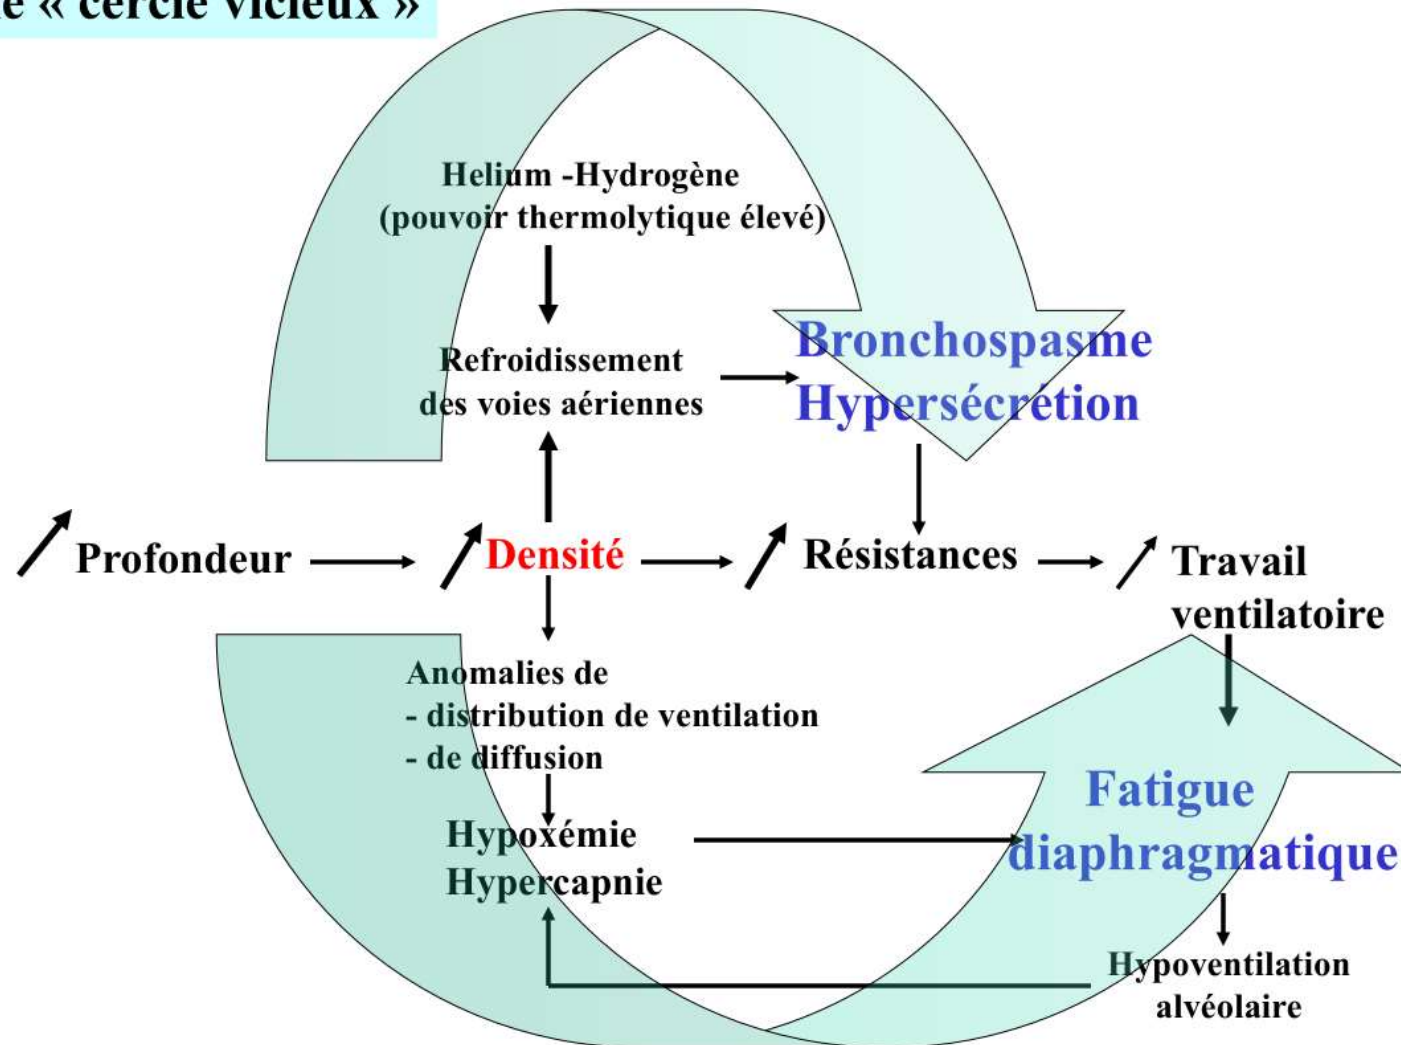 « cercle vicieux »
Helium -Hydrogène
(pouvoir thermolytique élevé)
Refroidissement
des voies aériennes
Bronchospasme
Hypersécrétion
Profondeur
Densité
Résistances
Travail
ventilatoire
Anomalies de
- distribution de ventilation
- de diffusion
Hypoxémie
Hypercapnie
Fatigue
diaphragmatique
Hypoventilation
alvéolaire